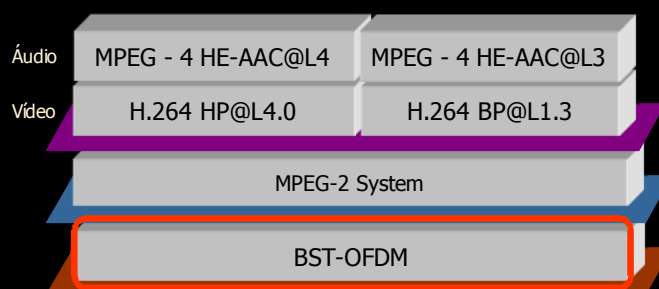 Áudio MPEG - 4 HE-AAC@L4 MPEG - 4 HE-AAC@L3
Vídeo H.264 HP@L4.0 H.264 BP@L1.3
MPEG-2 System
BST-OFDM